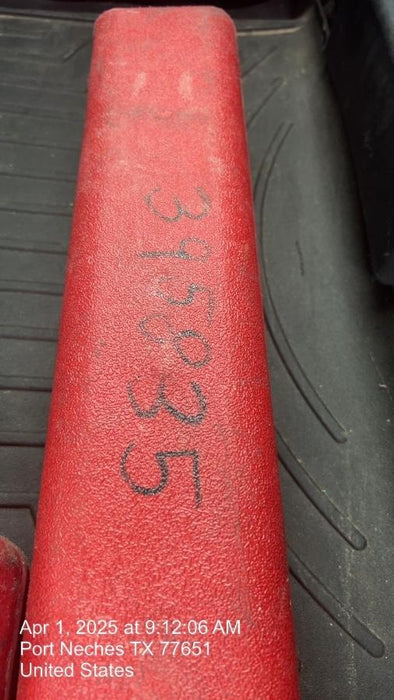 395835
Apr 1, 2025 at 9:12:06 AM
Port Neches TX 77651
United States